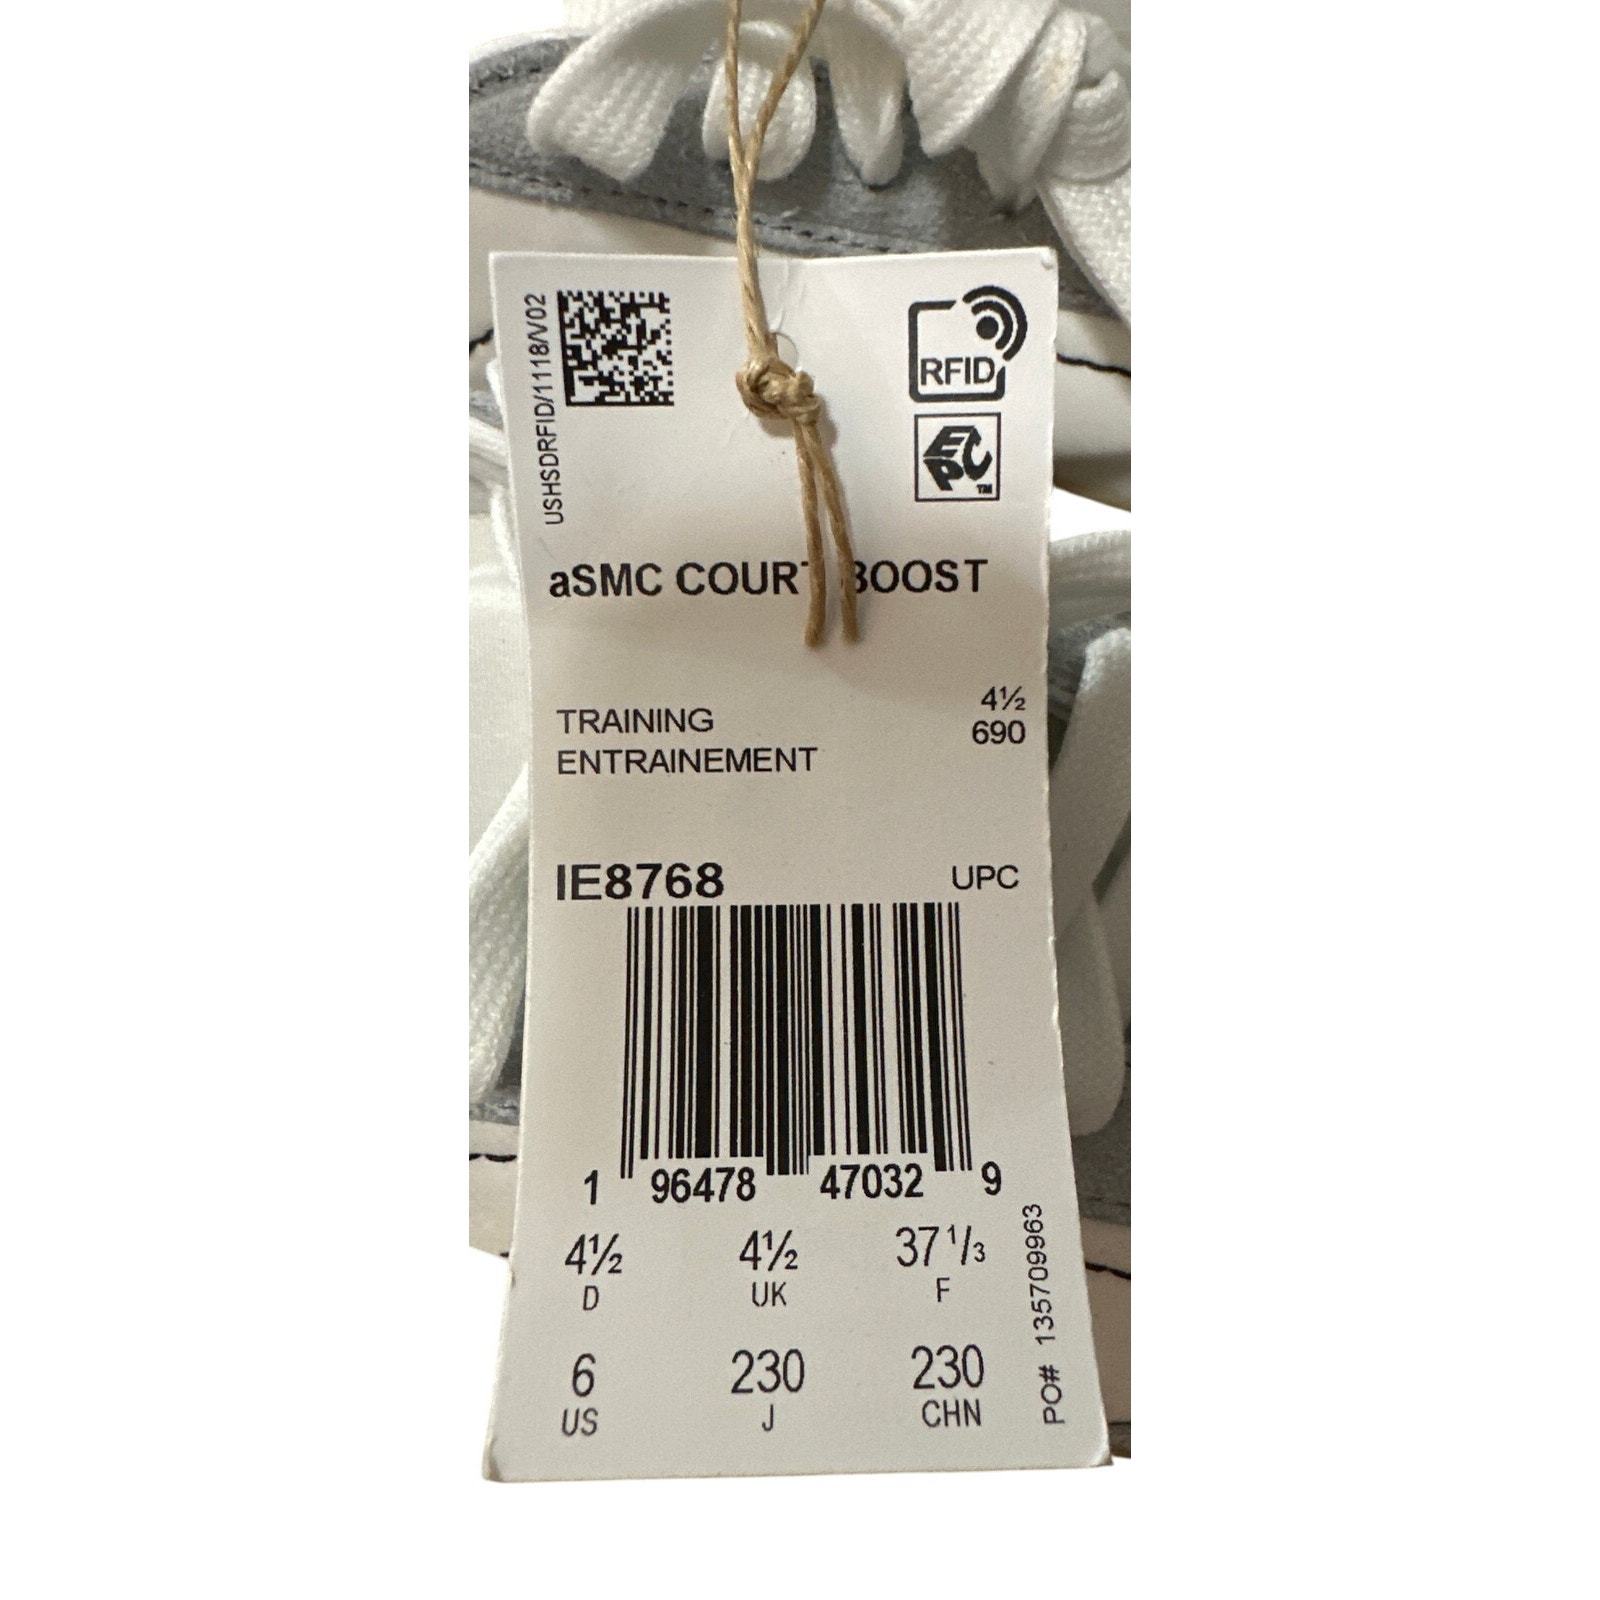 USHSDRFID/1118/V02
RFID
EPC
TM
aSMC COURT BOOST
TRAINING
ENTRAINEMENT
4½
690
IE8768
UPC
1 96478 47032 9
4½ 4½ 37 1/3
D UK F
6 230 230
US J CHN
PO# 135709963